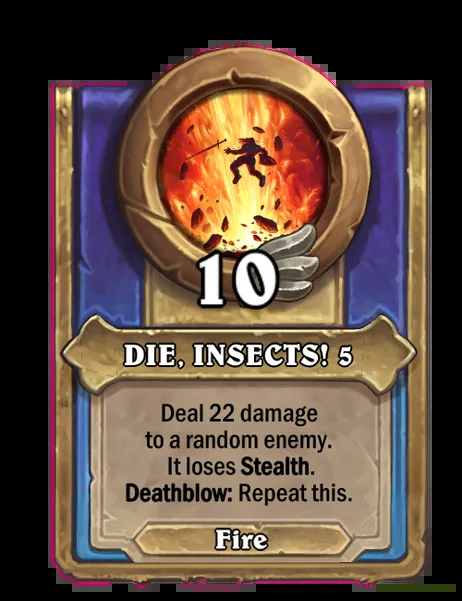 10
DIE, INSECTS! 5
Deal 22 damage
to a random enemy.
It loses Stealth.
Deathblow: Repeat this.
Fire